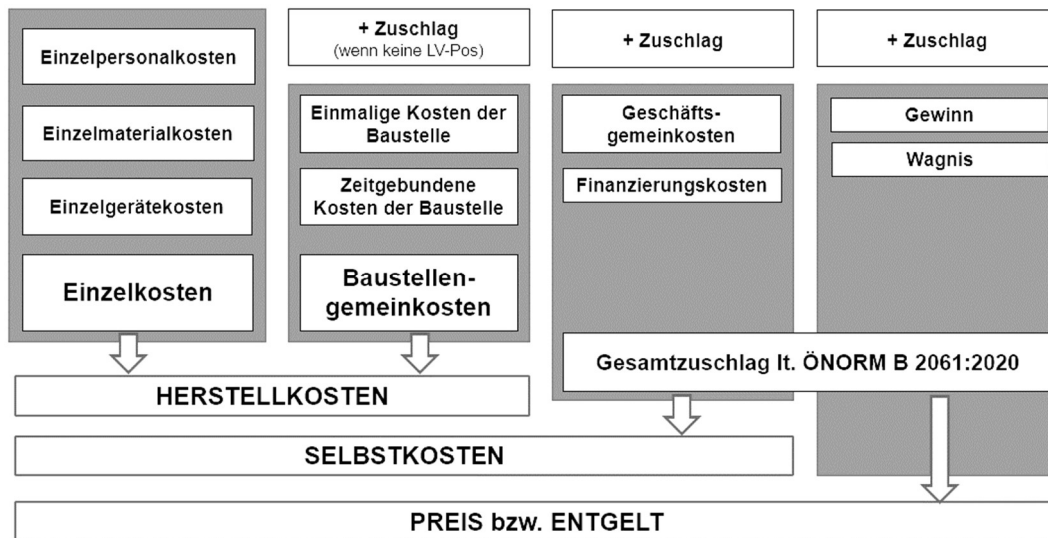 Einzelpersonalkosten
Einzelmaterialkosten
Einzelgerätekosten
Einzelkosten
+ Zuschlag
(wenn keine LV-Pos)
Einmalige Kosten der
Baustelle
Zeitgebundene
Kosten der Baustelle
Baustellen-
gemeinkosten
+ Zuschlag
Geschäfts-
gemeinkosten
Finanzierungskosten
+ Zuschlag
Gewinn
Wagnis
Gesamtzuschlag lt. ÖNORM B 2061:2020
HERSTELLKOSTEN
SELBSTKOSTEN
PREIS bzw. ENTGELT